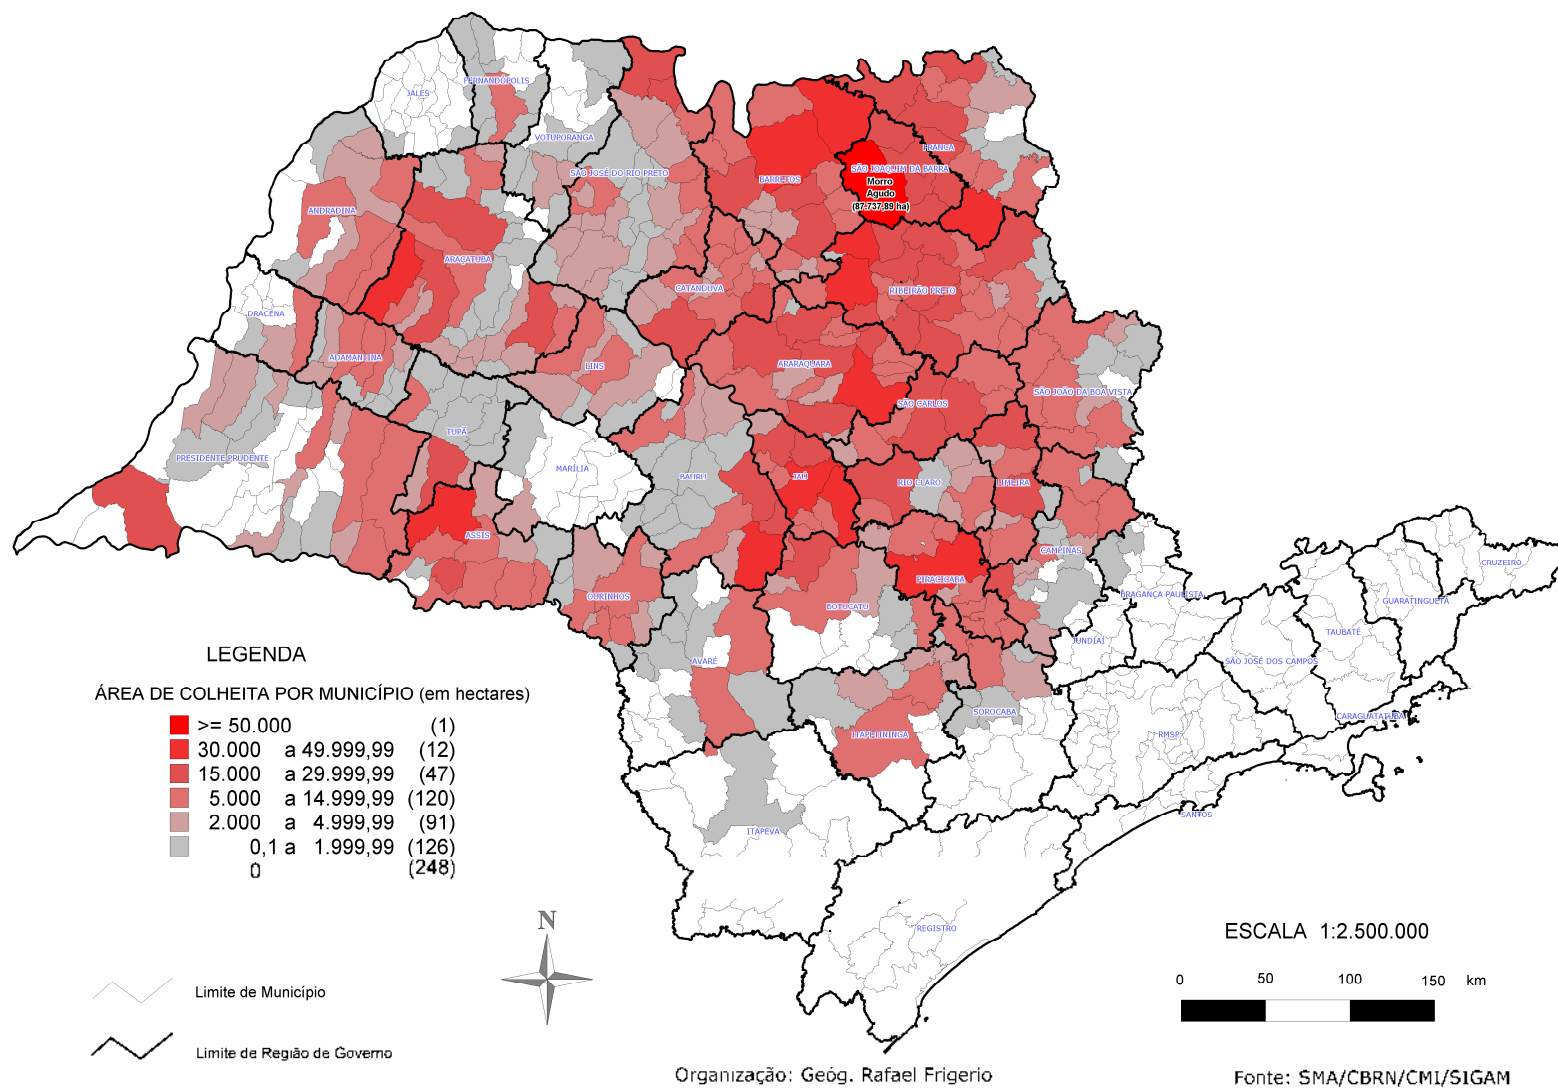 JALES
FERNANDOPOLIS
VOTUPORANGA
SÃO JOSÉ DO RIO PRETO
BARRETOS
FRANCA
SÃO JOAQUIM DA BARRA
Morro
Agudo
(87.737,89 ha)
ANDRADINA
ARAÇATUBA
CATANDUVA
RIBEIRÃO PRETO
DRACENA
ADAMANTINA
LINS
ARARAQUARA
SÃO CARLOS
SÃO JOÃO DA BOA VISTA
TUPÃ
PRESIDENTE PRUDENTE
MARÍLIA
BAURU
JAÚ
RIO CLARO
LIMEIRA
ASSIS
CAMPINAS
PIRACICABA
OURINHOS
BOTUCATU
BRAGANÇA PAULISTA
CRUZEIRO
GUARATINGUETÁ
TAUBATÉ
JUNDIAÍ
AVARÉ
SÃO JOSÉ DOS CAMPOS
SOROCABA
CARAGUATATUBA
ITAPETININGA
RMSP
SANTOS
ITAPEVA
REGISTRO
LEGENDA
ÁREA DE COLHEITA POR MUNICÍPIO (em hectares)
>= 50.000 (1)
30.000 a 49.999,99 (12)
15.000 a 29.999,99 (47)
5.000 a 14.999,99 (120)
2.000 a 4.999,99 (91)
0,1 a 1.999,99 (126)
0 (248)
N
ESCALA 1:2.500.000
0 50 100 150 km
Limite de Município
Limite de Região de Governo
Organização: Geóg. Rafael Frigerio
Fonte: SMA/CBRN/CMI/SIGAM